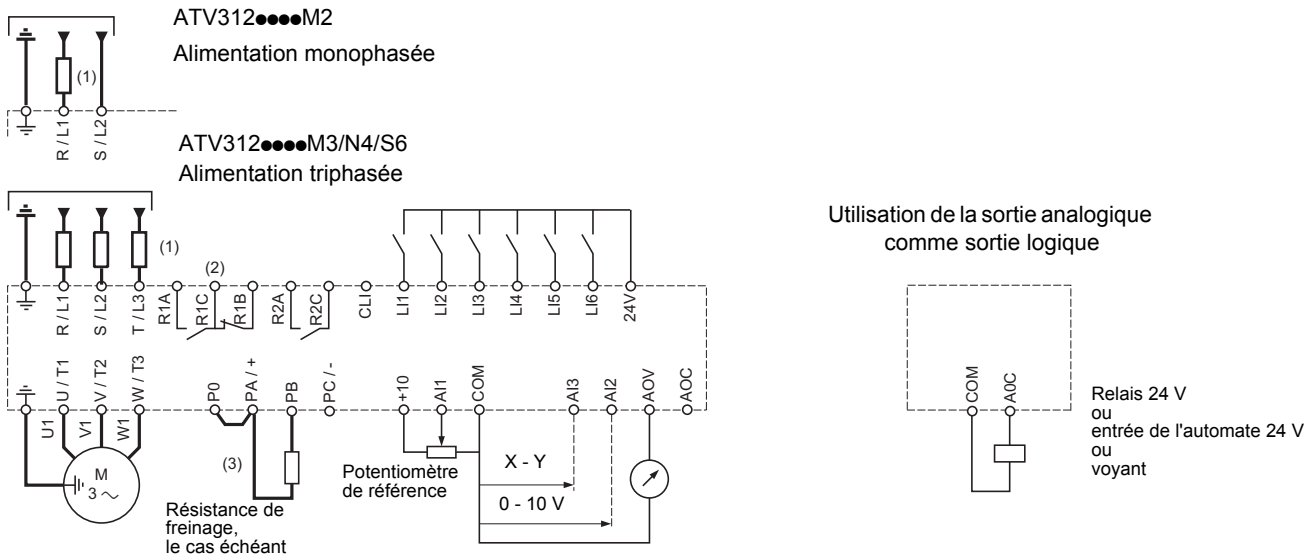 ATV312●●●●M2
Alimentation monophasée
(1)
R / L1
S / L2
ATV312●●●●M3/N4/S6
Alimentation triphasée
(1)
(2)
R / L1
S / L2
T / L3
R1A
R1C
R1B
R2A
R2C
CLI
LI1
LI2
LI3
LI4
LI5
LI6
24V
U / T1
V / T2
W / T3
P0
PA / +
PB
PC / -
+10
AI1
COM
AI3
AI2
AOV
AOC
U1
V1
W1
M
3 ~
(3)
Résistance de
freinage,
le cas échéant
Potentiomètre
de référence
X - Y
0 - 10 V
Utilisation de la sortie analogique
comme sortie logique
COM
A0C
Relais 24 V
ou
entrée de l'automate 24 V
ou
voyant